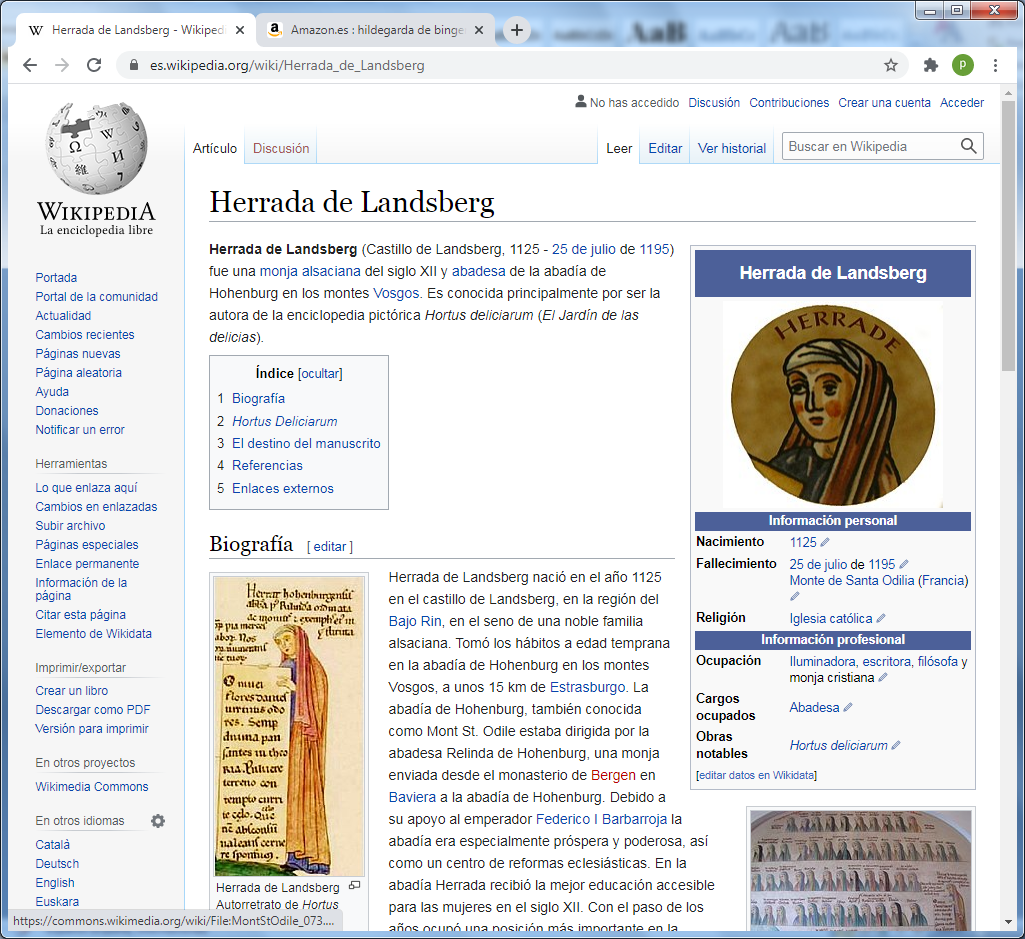 Herrada de Landsberg - Wikiped
Amazon.es : hildegarda de binge
es.wikipedia.org/wiki/Herrada_de_Landsberg
P
No has accedido Discusión Contribuciones Crear una cuenta Acceder
Artículo Discusión Leer Editar Ver historial Buscar en Wikipedia
WIKIPEDIA
La enciclopedia libre
Portada
Portal de la comunidad
Actualidad
Cambios recientes
Páginas nuevas
Página aleatoria
Ayuda
Donaciones
Notificar un error
Herramientas
Lo que enlaza aquí
Cambios en enlazadas
Subir archivo
Páginas especiales
Enlace permanente
Información de la
página
Citar esta página
Elemento de Wikidata
Imprimir/exportar
Crear un libro
Descargar como PDF
Versión para imprimir
En otros proyectos
Wikimedia Commons
En otros idiomas
Català
Deutsch
English
Euskara
Herrada de Landsberg
Herrada de Landsberg (Castillo de Landsberg, 1125 - 25 de julio de 1195)
fue una monja alsaciana del siglo XII y abadesa de la abadía de
Hohenburg en los montes Vosgos. Es conocida principalmente por ser la
autora de la enciclopedia pictórica Hortus deliciarum (El Jardín de las
delicias).
Índice [ocultar]
1 Biografía
2 Hortus Deliciarum
3 El destino del manuscrito
4 Referencias
5 Enlaces externos
Biografía [ editar ]
Herrada de Landsberg
Autorretrato de Hortus
Herrada de Landsberg nació en el año 1125
en el castillo de Landsberg, en la región del
Bajo Rin, en el seno de una noble familia
alsaciana. Tomó los hábitos a edad temprana
en la abadía de Hohenburg en los montes
Vosgos, a unos 15 km de Estrasburgo. La
abadía de Hohenburg, también conocida
como Mont St. Odile estaba dirigida por la
abadesa Relinda de Hohenburg, una monja
enviada desde el monasterio de Bergen en
Baviera a la abadía de Hohenburg. Debido a
su apoyo al emperador Federico I Barbarroja la
abadía era especialmente próspera y poderosa, así
como un centro de reformas eclesiásticas. En la
abadía Herrada recibió la mejor educación accesible
para las mujeres en el siglo XII. Con el paso de los
años ocupó una posición más importante en la
Herrada de Landsberg
HERRADE
Información personal
Nacimiento 1125
Fallecimiento 25 de julio de 1195
Monte de Santa Odilia (Francia)
Religión Iglesia católica
Información profesional
Ocupación Iluminadora, escritora, filósofa y
monja cristiana
Cargos
ocupados Abadesa
Obras
notables Hortus deliciarum
[editar datos en Wikidata]
https://commons.wikimedia.org/wiki/File:MontStOdile_073....